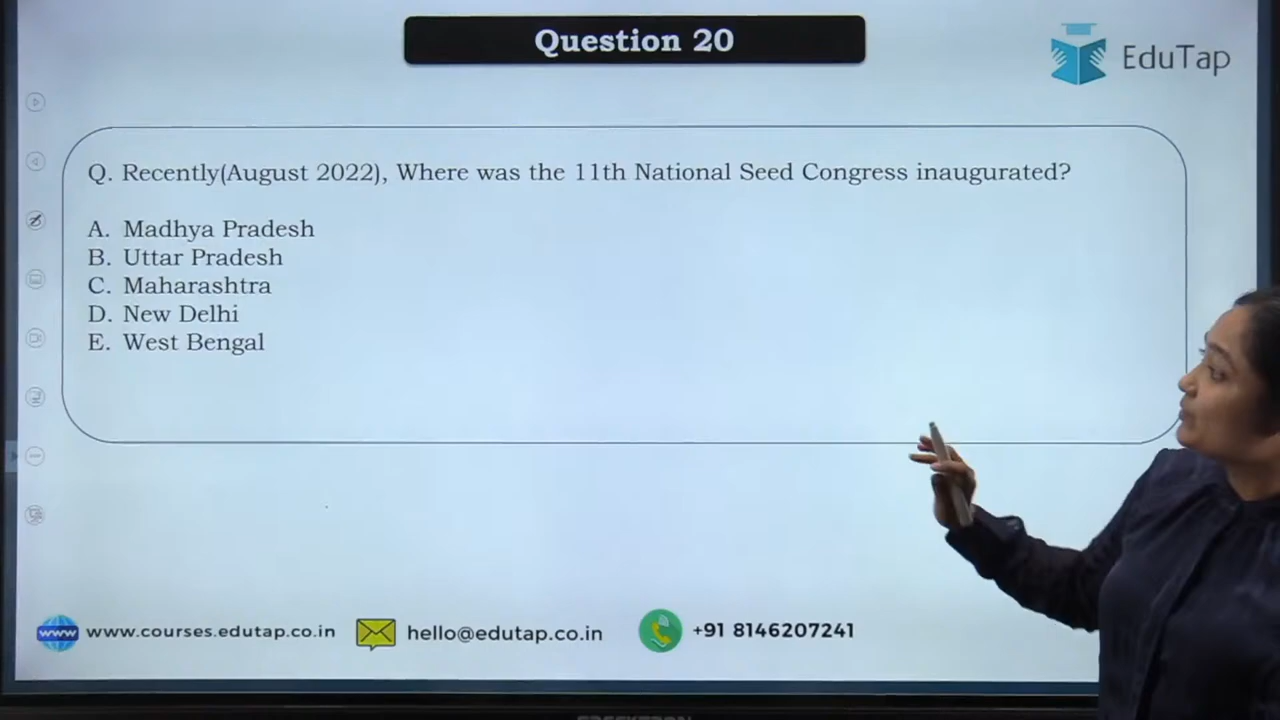 Question 20
EduTap
Q. Recently(August 2022), Where was the 11th National Seed Congress inaugurated?
A. Madhya Pradesh
B. Uttar Pradesh
C. Maharashtra
D. New Delhi
E. West Bengal
www www.courses.edutap.co.in hello@edutap.co.in +91 8146207241